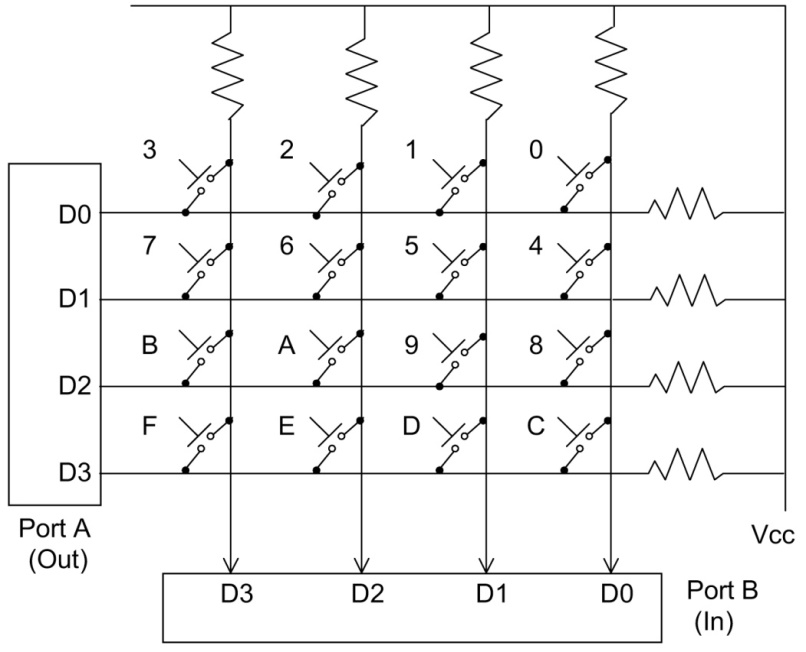 3 2 1 0
D0
7 6 5 4
D1
B A 9 8
D2
F E D C
D3
Port A
(Out)
Vcc
D3 D2 D1 D0
Port B
(In)